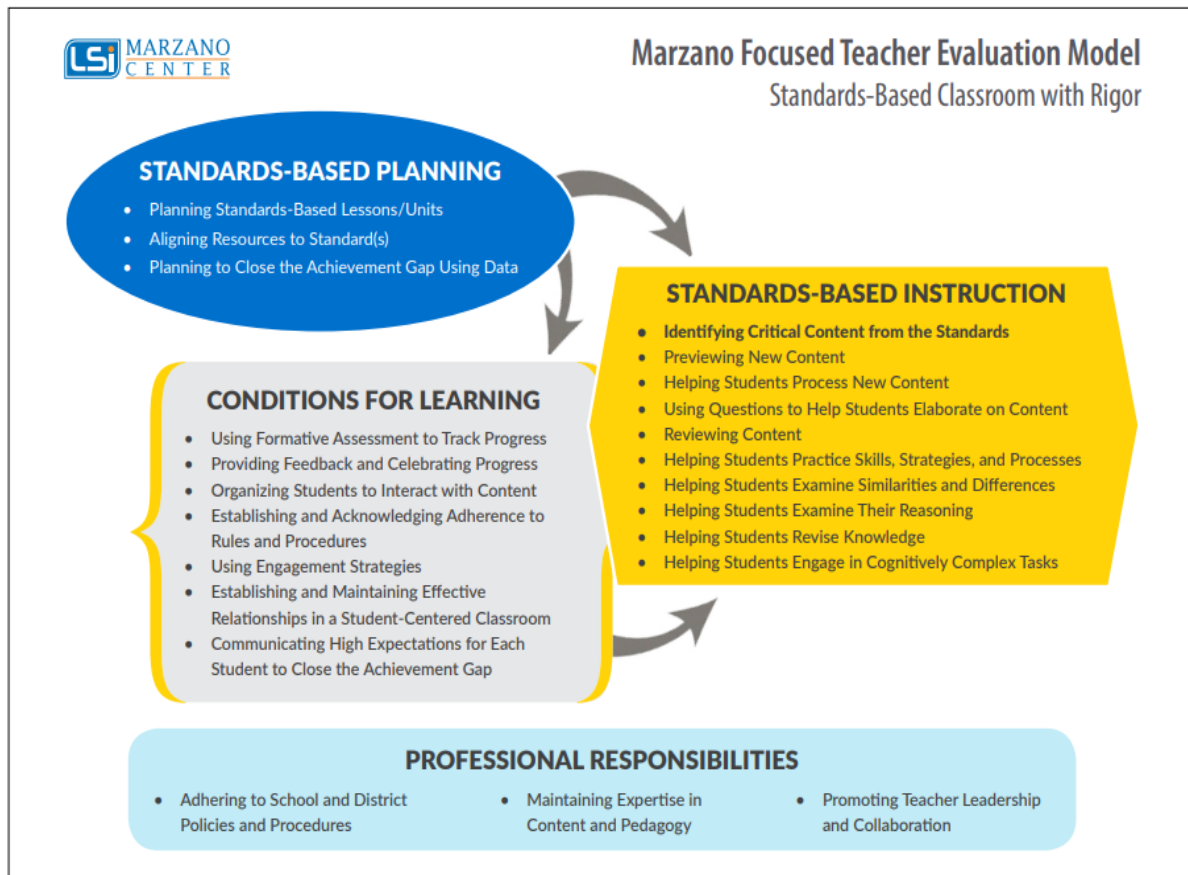 LSi MARZANO
CENTER
Marzano Focused Teacher Evaluation Model
Standards-Based Classroom with Rigor
STANDARDS-BASED PLANNING
• Planning Standards-Based Lessons/Units
• Aligning Resources to Standard(s)
• Planning to Close the Achievement Gap Using Data
STANDARDS-BASED INSTRUCTION
• Identifying Critical Content from the Standards
• Previewing New Content
• Helping Students Process New Content
• Using Questions to Help Students Elaborate on Content
• Reviewing Content
• Helping Students Practice Skills, Strategies, and Processes
• Helping Students Examine Similarities and Differences
• Helping Students Examine Their Reasoning
• Helping Students Revise Knowledge
• Helping Students Engage in Cognitively Complex Tasks
CONDITIONS FOR LEARNING
• Using Formative Assessment to Track Progress
• Providing Feedback and Celebrating Progress
• Organizing Students to Interact with Content
• Establishing and Acknowledging Adherence to
Rules and Procedures
• Using Engagement Strategies
• Establishing and Maintaining Effective
Relationships in a Student-Centered Classroom
• Communicating High Expectations for Each
Student to Close the Achievement Gap
PROFESSIONAL RESPONSIBILITIES
• Adhering to School and District
Policies and Procedures
• Maintaining Expertise in
Content and Pedagogy
• Promoting Teacher Leadership
and Collaboration